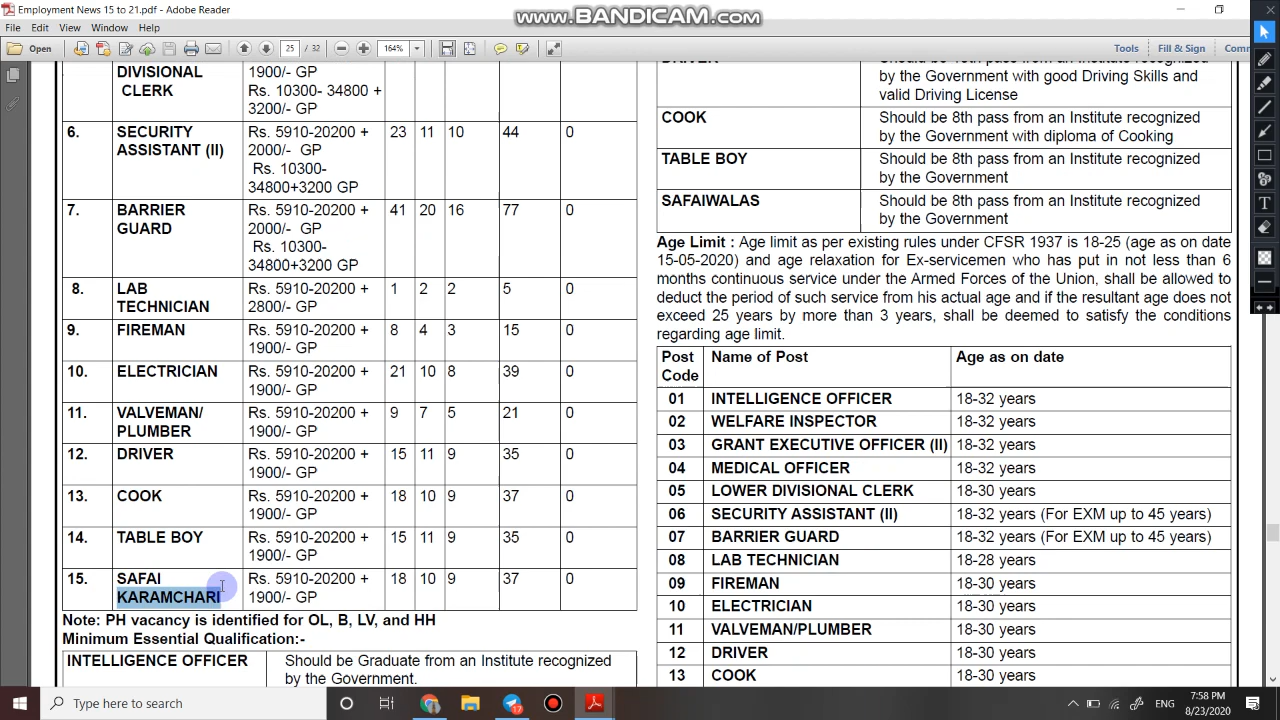 Employment News 15 to 21.pdf - Adobe Reader
www.BANDICAM.com
File Edit View Window Help
Open 25 / 32 164% Tools Fill & Sign
DIVISIONAL 1900/- GP
CLERK Rs. 10300- 34800 +
3200/- GP
6. SECURITY Rs. 5910-20200 + 23 11 10 44 0
ASSISTANT (II) 2000/- GP
Rs. 10300-
34800+3200 GP
7. BARRIER Rs. 5910-20200 + 41 20 16 77 0
GUARD 2000/- GP
Rs. 10300-
34800+3200 GP
8. LAB Rs. 5910-20200 + 1 2 2 5 0
TECHNICIAN 2800/- GP
9. FIREMAN Rs. 5910-20200 + 8 4 3 15 0
1900/- GP
10. ELECTRICIAN Rs. 5910-20200 + 21 10 8 39 0
1900/- GP
11. VALVEMAN/ Rs. 5910-20200 + 9 7 5 21 0
PLUMBER 1900/- GP
12. DRIVER Rs. 5910-20200 + 15 11 9 35 0
1900/- GP
13. COOK Rs. 5910-20200 + 18 10 9 37 0
1900/- GP
14. TABLE BOY Rs. 5910-20200 + 15 11 9 35 0
1900/- GP
15. SAFAI Rs. 5910-20200 + 18 10 9 37 0
KARAMCHARI 1900/- GP
Note: PH vacancy is identified for OL, B, LV, and HH
Minimum Essential Qualification:-
INTELLIGENCE OFFICER Should be Graduate from an Institute recognized
by the Government.
DRIVER Should be 10th pass from an Institute recognized
by the Government with good Driving Skills and
valid Driving License
COOK Should be 8th pass from an Institute recognized
by the Government with diploma of Cooking
TABLE BOY Should be 8th pass from an Institute recognized
by the Government
SAFAIWALAS Should be 8th pass from an Institute recognized
by the Government
Age Limit : Age limit as per existing rules under CFSR 1937 is 18-25 (age as on date
15-05-2020) and age relaxation for Ex-servicemen who has put in not less than 6
months continuous service under the Armed Forces of the Union, shall be allowed to
deduct the period of such service from his actual age and if the resultant age does not
exceed 25 years by more than 3 years, shall be deemed to satisfy the conditions
regarding age limit.
Post Name of Post Age as on date
Code
01 INTELLIGENCE OFFICER 18-32 years
02 WELFARE INSPECTOR 18-32 years
03 GRANT EXECUTIVE OFFICER (II) 18-32 years
04 MEDICAL OFFICER 18-32 years
05 LOWER DIVISIONAL CLERK 18-30 years
06 SECURITY ASSISTANT (II) 18-32 years (For EXM up to 45 years)
07 BARRIER GUARD 18-32 years (For EXM up to 45 years)
08 LAB TECHNICIAN 18-28 years
09 FIREMAN 18-30 years
10 ELECTRICIAN 18-30 years
11 VALVEMAN/PLUMBER 18-30 years
12 DRIVER 18-30 years
13 COOK 18-30 years
Type here to search
ENG 7:58 PM
8/23/2020